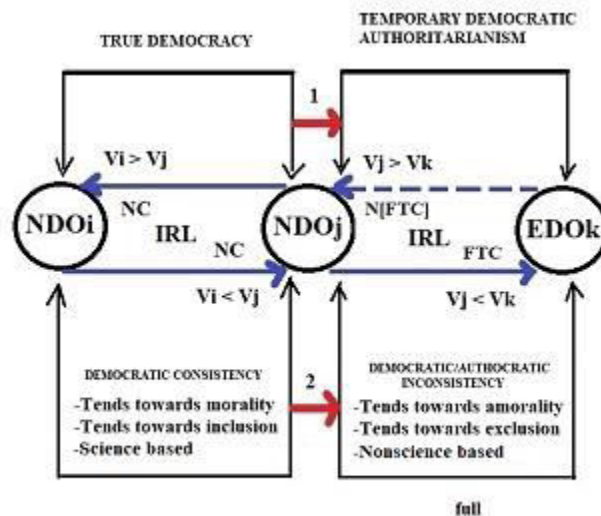 TRUE DEMOCRACY
TEMPORARY DEMOCRATIC
AUTHORITARIANISM
1
Vi > Vj
Vj > Vk
NC
N[FTC]
NDOi
IRL
NDOj
IRL
EDOk
NC
FTC
Vi < Vj
Vj < Vk
DEMOCRATIC CONSISTENCY
-Tends towards morality
-Tends towards inclusion
-Science based
2
DEMOCRATIC/AUTHOCRATIC
INCONSISTENCY
-Tends towards amorality
-Tends towards exclusion
-Nonscience based
full